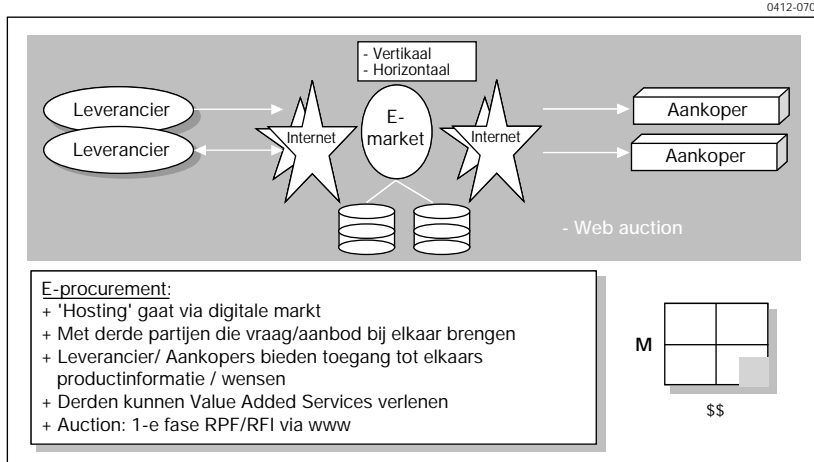 0412-070
- Vertikaal
- Horizontaal
Leverancier
Leverancier
Internet
E-
market
Internet
Aankoper
Aankoper
- Web auction
E-procurement:
+ 'Hosting' gaat via digitale markt
+ Met derde partijen die vraag/aanbod bij elkaar brengen
+ Leverancier/ Aankopers bieden toegang tot elkaars
productinformatie / wensen
+ Derden kunnen Value Added Services verlenen
+ Auction: 1-e fase RPF/RFI via www
M
$$